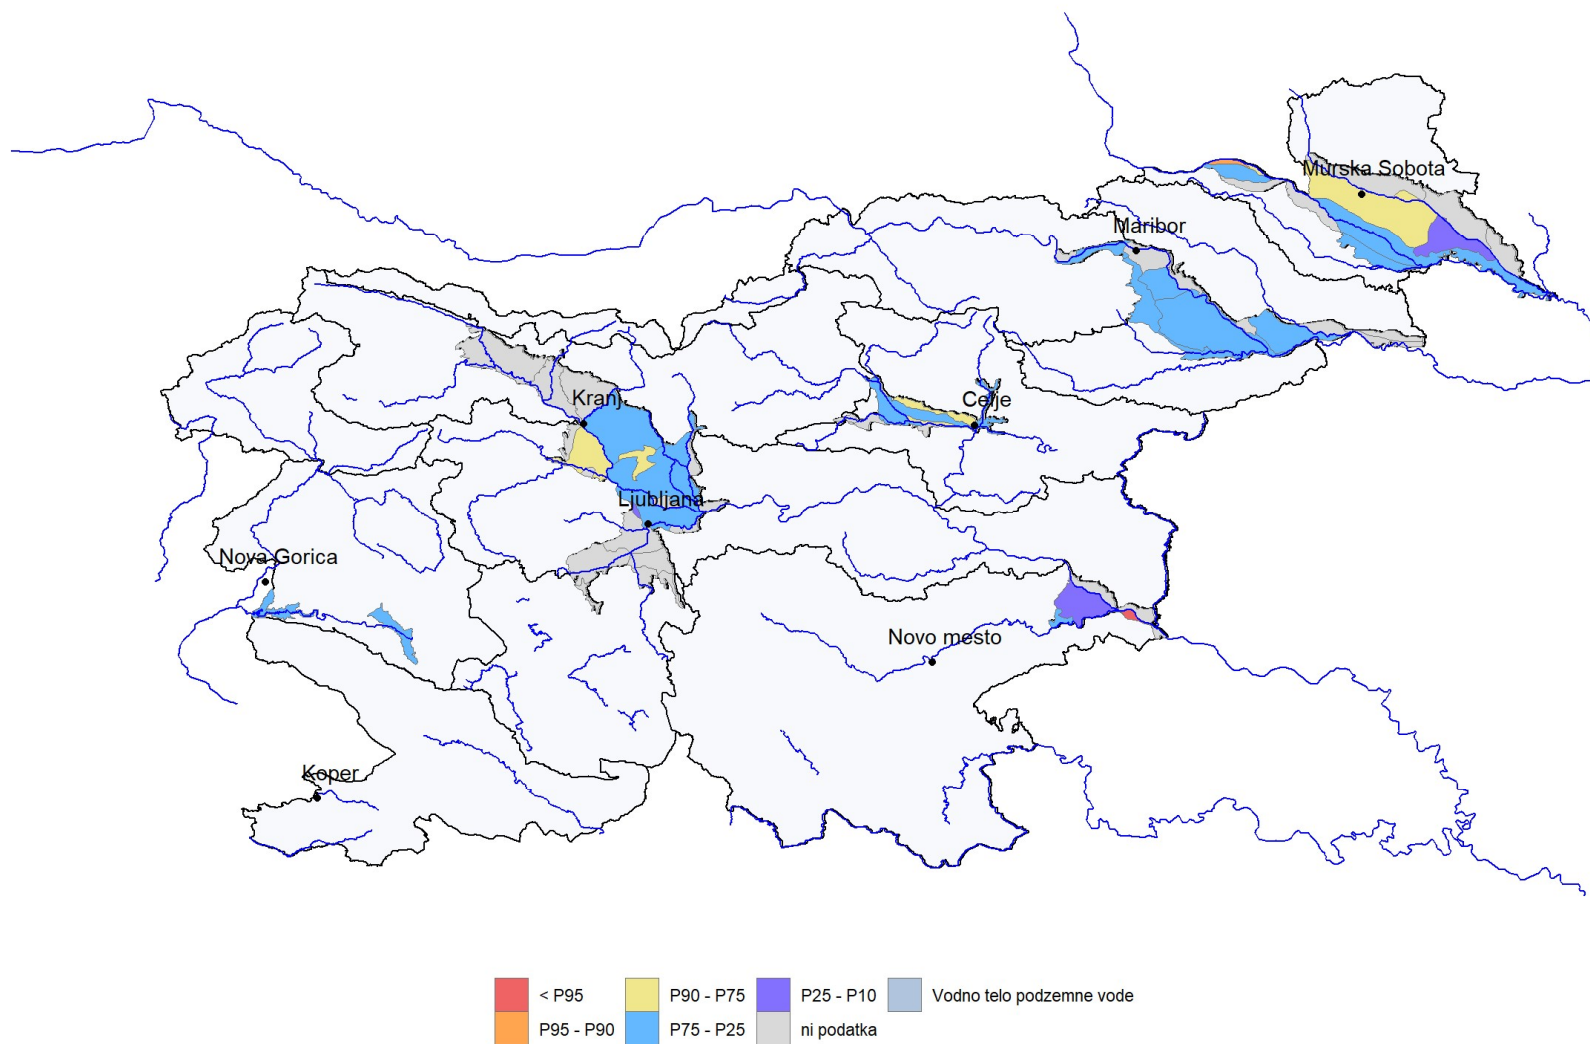 Murska Sobota
Maribor
Kranj
Celje
Ljubljana
Nova Gorica
Novo mesto
Koper
< P95
P90 - P75
P25 - P10
Vodno telo podzemne vode
P95 - P90
P75 - P25
ni podatka